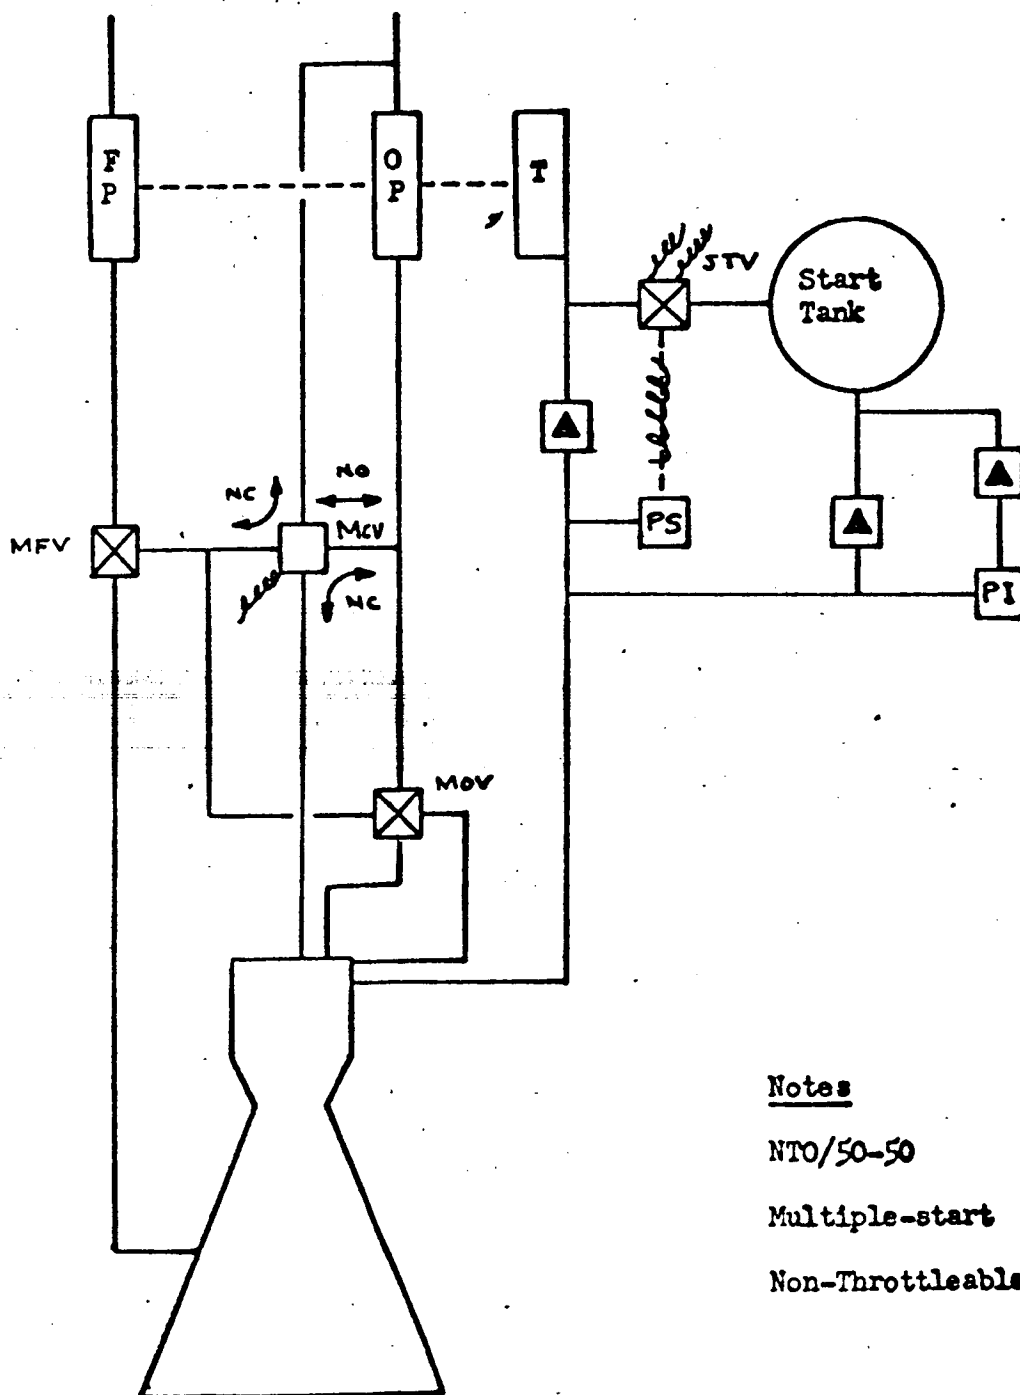 F
P
O
P
T
STV
Start
Tank
NC
NO
MCV
MFV
PS
PI
NC
MOV
Notes
NTO/50-50
Multiple-start
Non-Throttleable